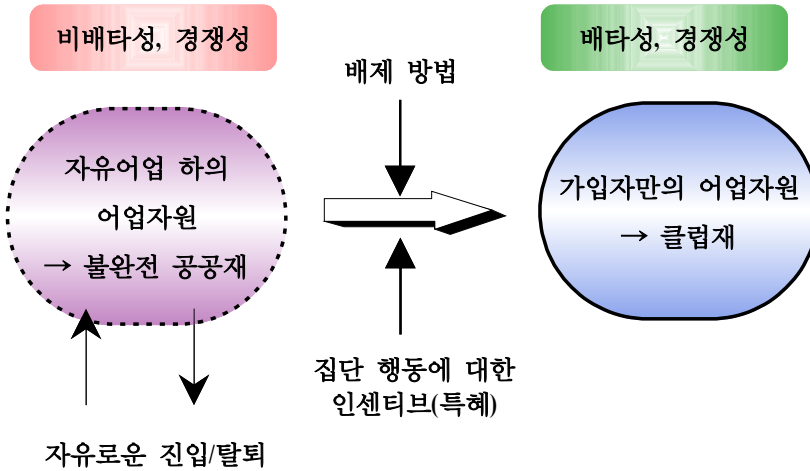 비배타성, 경쟁성
배타성, 경쟁성
배제 방법
자유어업 하의
어업자원
→ 불완전 공공재
가입자만의 어업자원
→ 클럽재
집단 행동에 대한
인센티브(특혜)
자유로운 진입/탈퇴